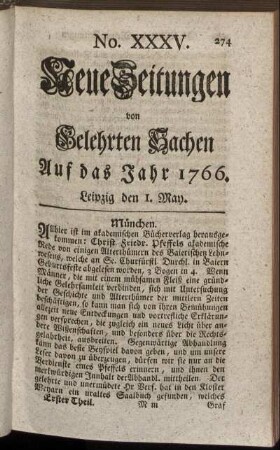 No. XXXV.
274
Neue Zeitungen
von
Gelehrten Sachen
Auf das Jahr 1766.
Leipzig den 1. May.
München.
Allhier ist im akademischen Bücherverlag herausge-
kommen: Christ. Friedr. Pfeffels akademische
Rede von einigen Alterthümern des Baierischen Lehn-
wesens, welche an Sr. Churfürstl. Durchl. in Baiern
Geburtsfeste abgelesen worden, 3 Bogen in 4. Wenn
Männer, die mit einem mühsamen Fleiß eine gründ-
liche Gelehrsamkeit verbinden, sich mit Untersuchung
der Geschichte und Alterthümer der mittlern Zeiten
beschäftigen, so kann man sich von ihren Bemühungen
allezeit neue Entdeckungen und vortrefliche Erklärun-
gen versprechen, die zugleich ein neues Licht über an-
dere Wissenschaften, und besonders über die Rechts-
gelahrheit, ausbreiten. Gegenwärtige Abhandlung
kann das beste Beyspiel davon geben, und um unsere
Leser davon zu überzeugen, dürfen wir sie nur an die
Verdienste eines Pfeffels erinnern, und ihnen den
merkwürdigen Innhalt der Abhandl. mittheilen. Der
gelehrte und unermüdete Hr Verf. hat in den Kloster
Weyarn ein uraltes Saalbuch gefunden, welches
Erster Theil.
M m
Graf